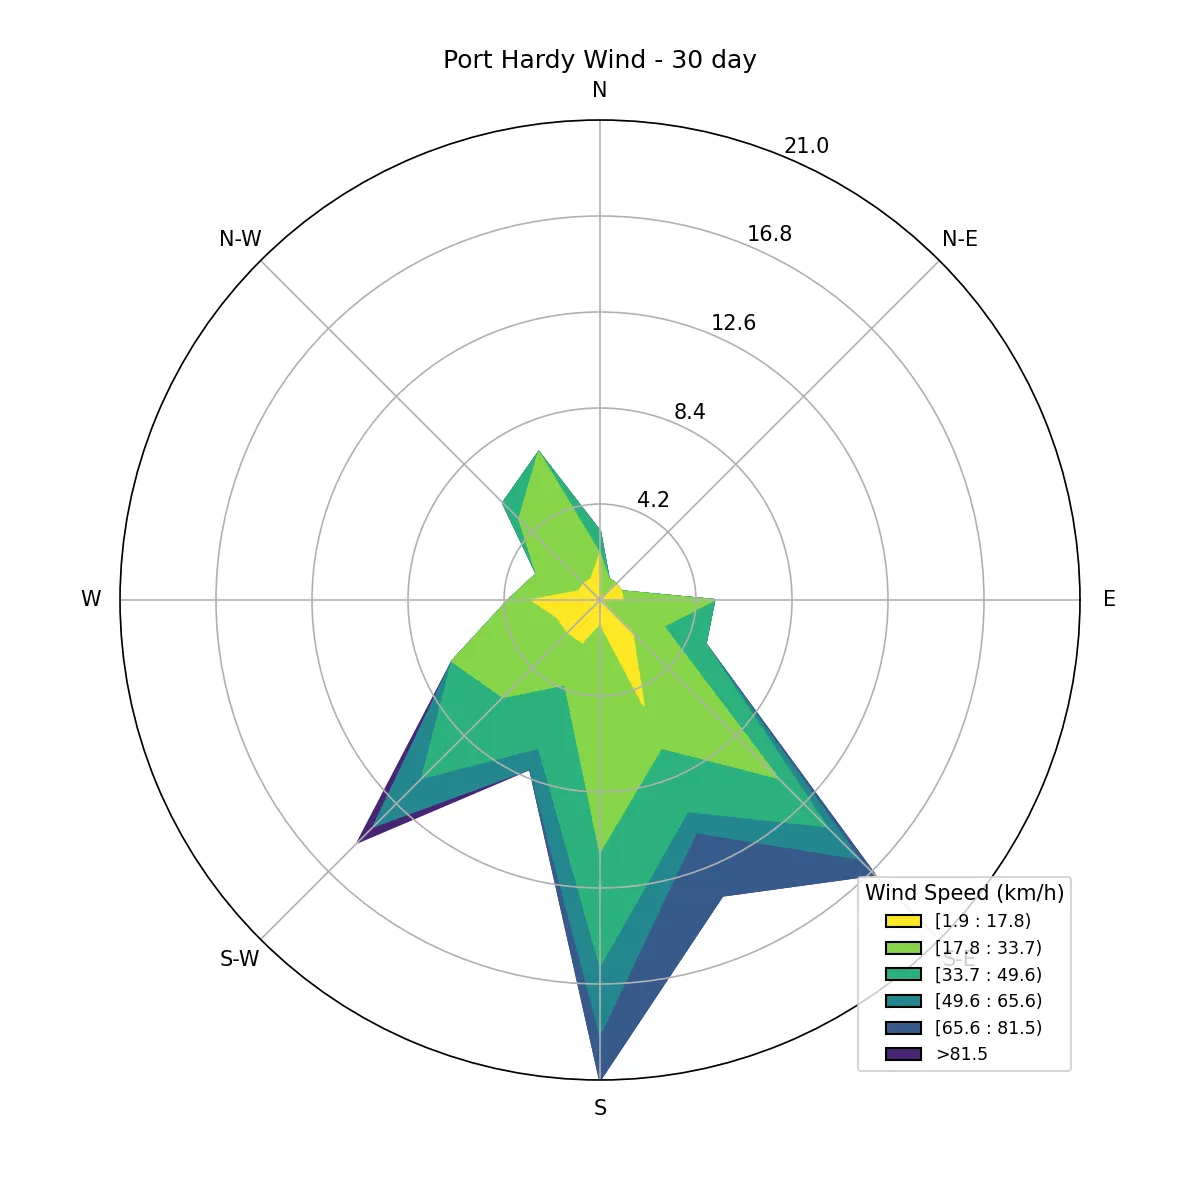 Port Hardy Wind - 30 day
N
21.0
N-W
N-E
16.8
12.6
8.4
4.2
W
E
S-W
S-E
S
Wind Speed (km/h)
[1.9 : 17.8)
[17.8 : 33.7)
[33.7 : 49.6)
[49.6 : 65.6)
[65.6 : 81.5)
>81.5